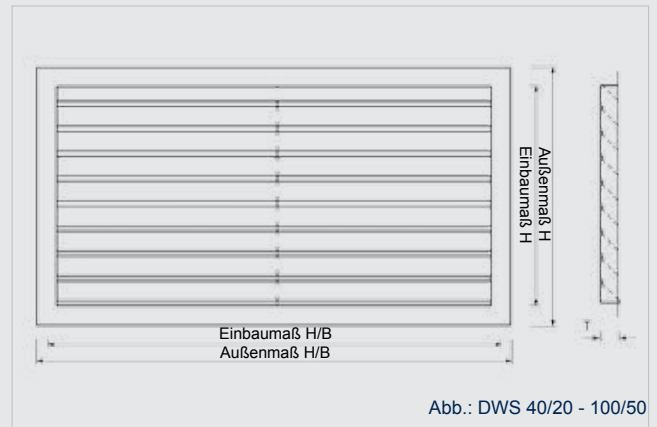 Außenmaß H
Einbaumaß H
T
Einbaumaß H/B
Außenmaß H/B
Abb.: DWS 40/20 - 100/50